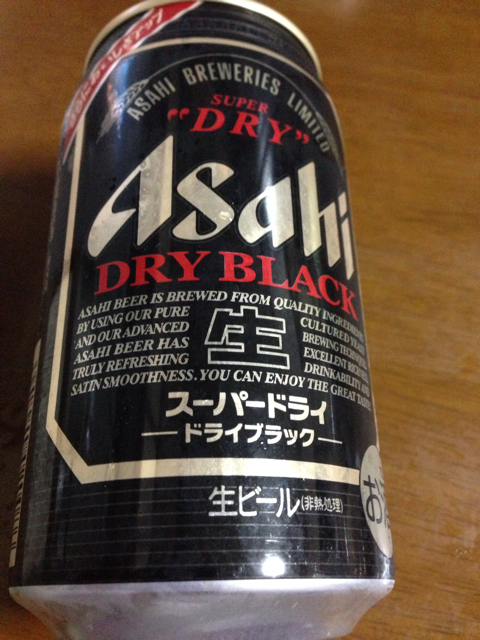 ASAHI BREWERIES LIMITED
SUPER
"DRY"
Asahi
DRY BLACK
ASAHI BEER IS BREWED FROM QUALITY INGREDIENTS
BY USING OUR PURE CULTURED YEAST
AND OUR ADVANCED BREWING TECHNIQUES
ASAHI BEER HAS EXCELLENT RICHNESS
TRULY REFRESHING DRINKABILITY AND
SATIN SMOOTHNESS. YOU CAN ENJOY THE GREAT TASTE
生
スーパードライ
ドライブラック
生ビール(非熱処理)
お